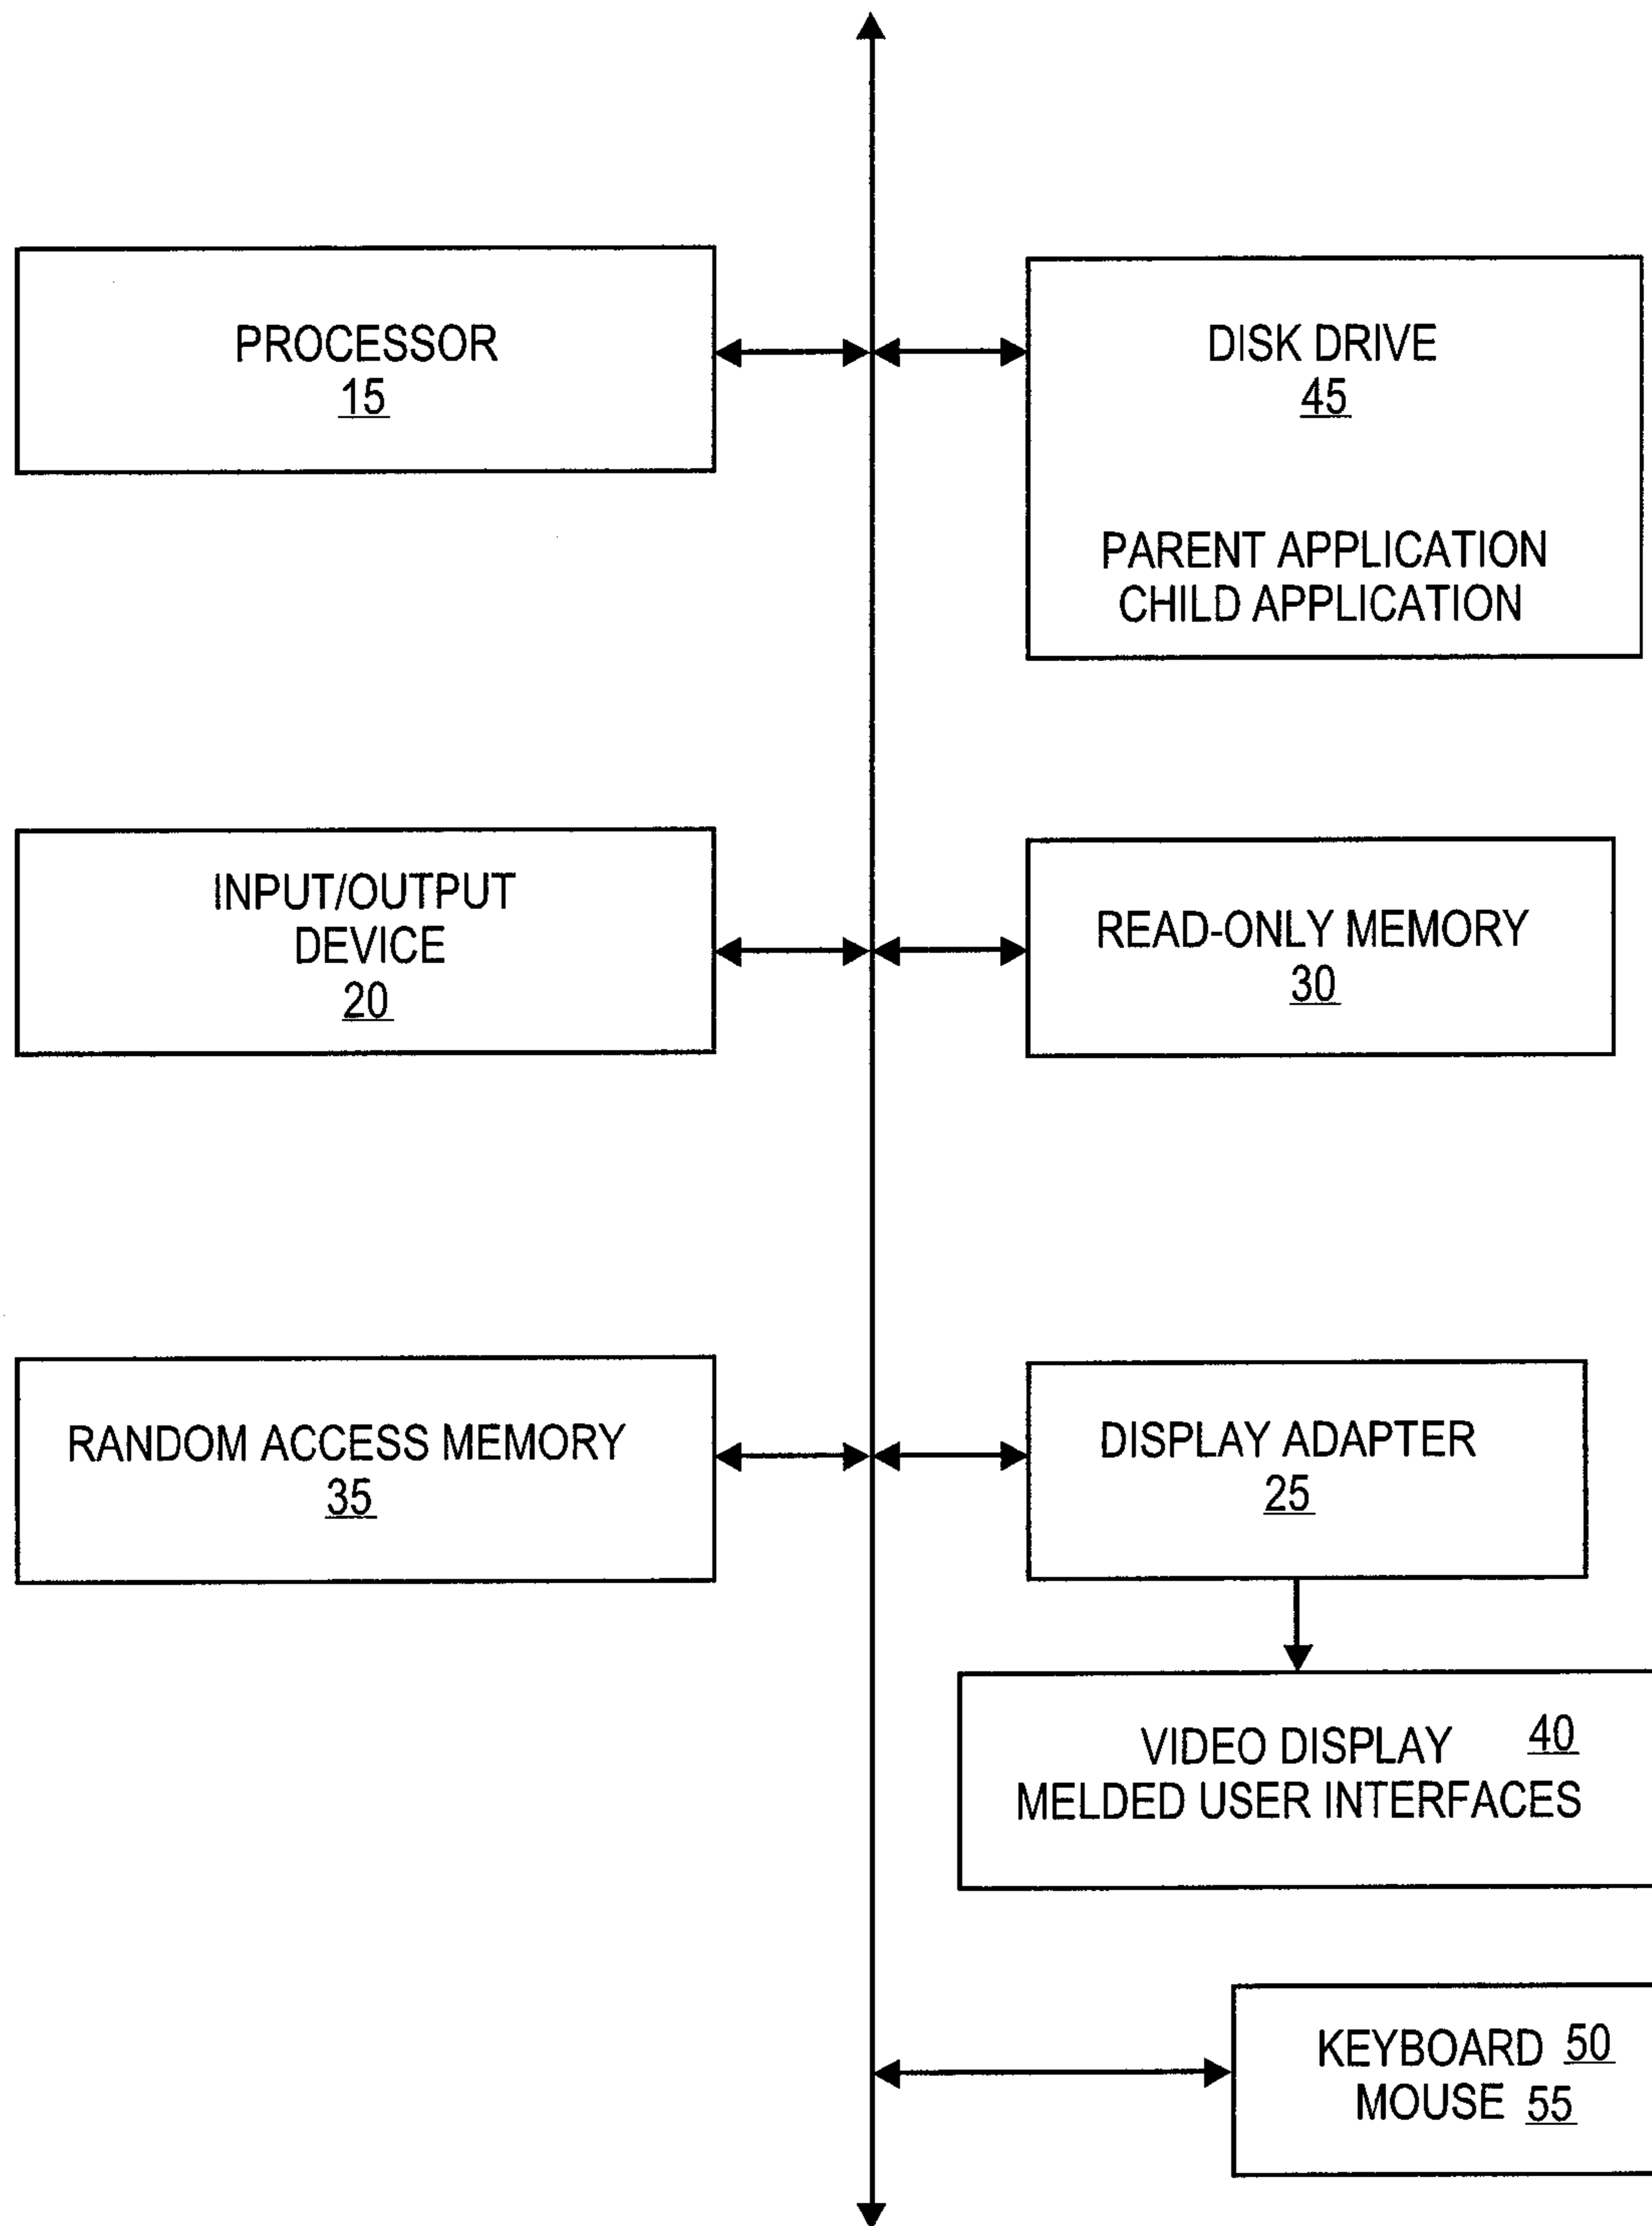 PROCESSOR
15
DISK DRIVE
45
PARENT APPLICATION
CHILD APPLICATION
INPUT/OUTPUT
DEVICE
20
READ-ONLY MEMORY
30
RANDOM ACCESS MEMORY
35
DISPLAY ADAPTER
25
VIDEO DISPLAY 40
MELDED USER INTERFACES
KEYBOARD 50
MOUSE 55